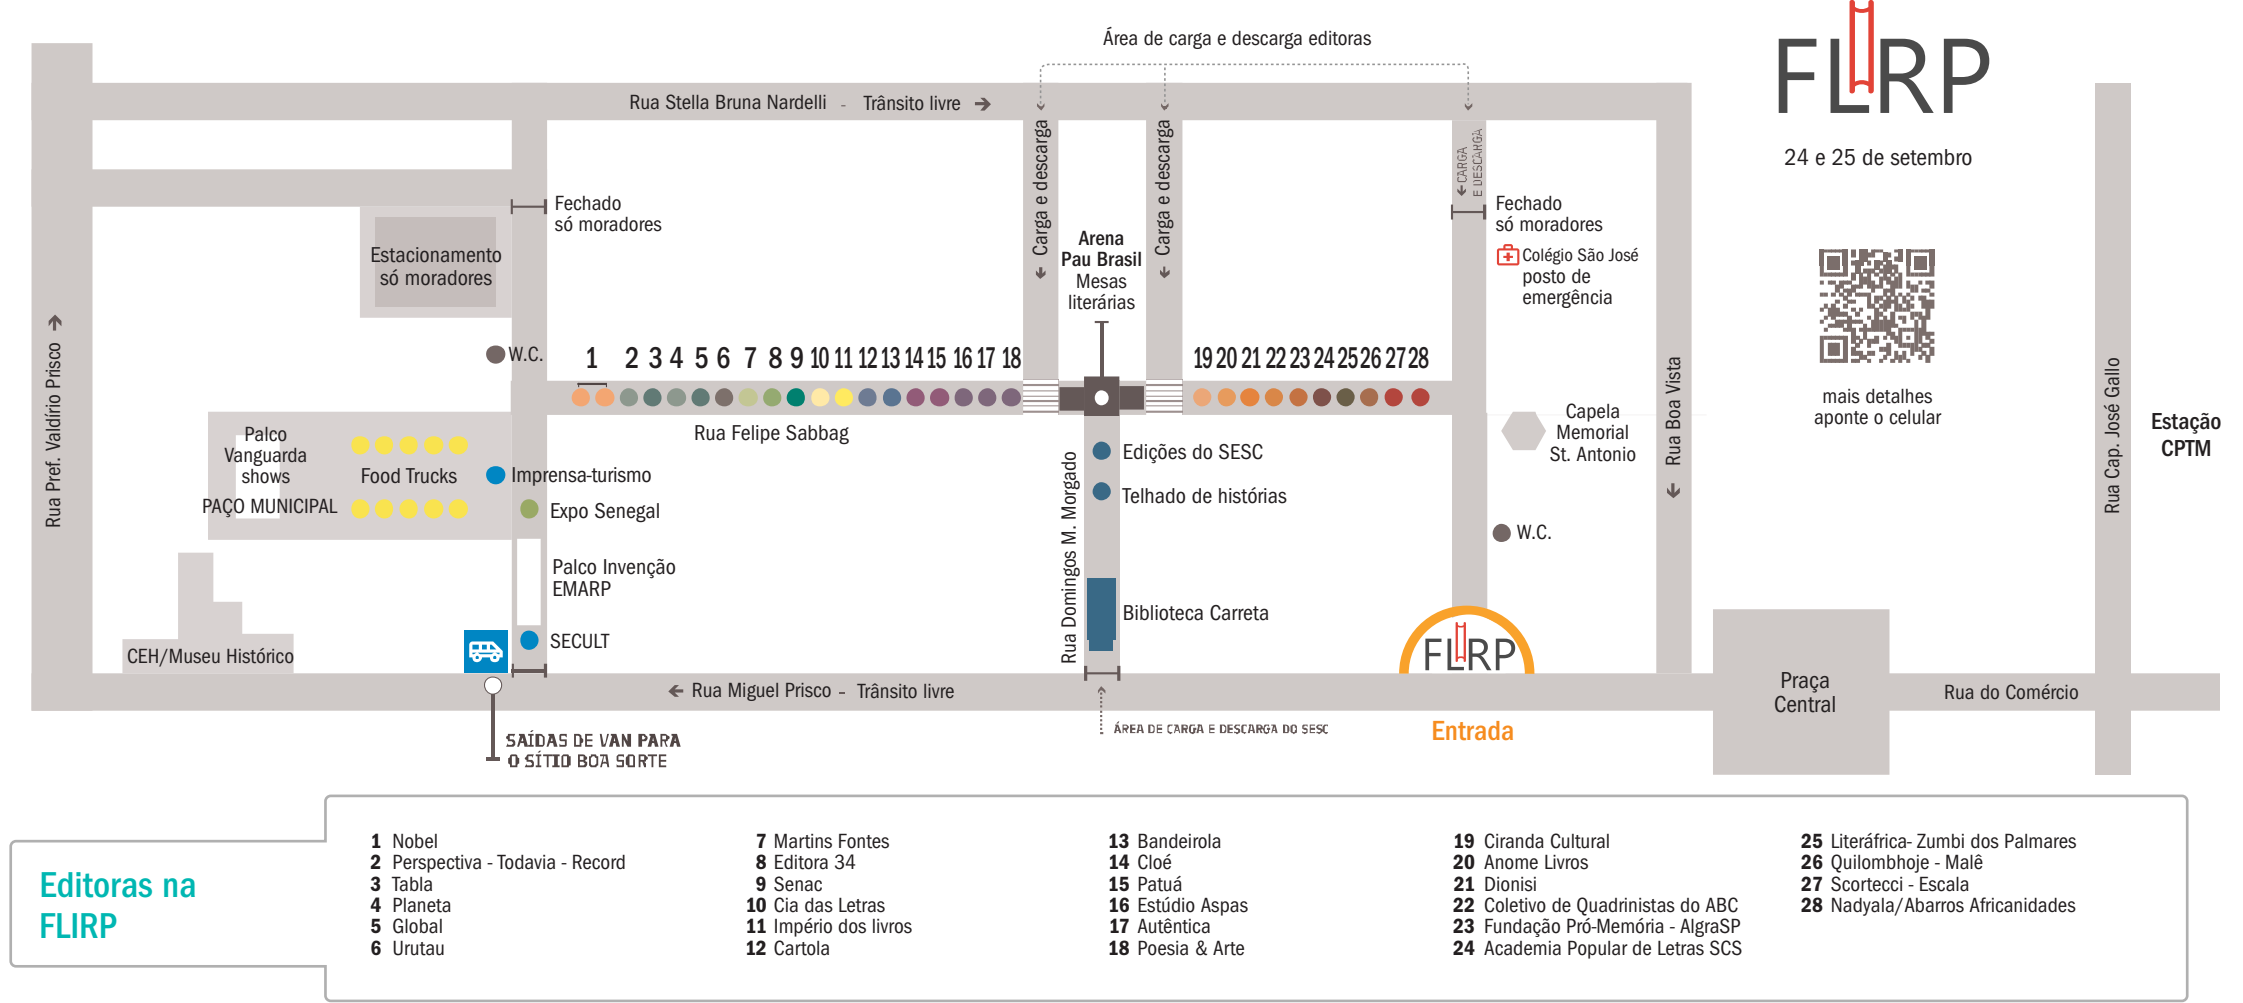 Área de carga e descarga editoras
FLIRP
24 e 25 de setembro
Rua Stella Bruna Nardelli - Trânsito livre
Carga e descarga
Carga e descarga
CARGA
E DESCARGA
Fechado
só moradores
Fechado
só moradores
Estacionamento
só moradores
Arena
Pau Brasil
Mesas
literárias
Colégio São José
posto de
emergência
W.C.
1 2 3 4 5 6 7 8 9 10 11 12 13 14 15 16 17 18
19 20 21 22 23 24 25 26 27 28
Rua Pref. Valdírio Prisco
Rua Felipe Sabbag
Rua Boa Vista
mais detalhes
aponte o celular
Rua Cap. José Gallo
Estação
CPTM
Capela
Memorial
St. Antonio
Palco
Vanguarda
shows
PAÇO MUNICIPAL
Food Trucks
Imprensa-turismo
Expo Senegal
Palco Invenção
EMARP
SECULT
CEH/Museu Histórico
Rua Domingos M. Morgado
Edições do SESC
Telhado de histórias
Biblioteca Carreta
W.C.
FLIRP
Entrada
Rua Miguel Prisco - Trânsito livre
ÁREA DE CARGA E DESCARGA DO SESC
SAÍDAS DE VAN PARA
O SÍTIO BOA SORTE
Praça
Central
Rua do Comércio
Editoras na
FLIRP
1 Nobel
2 Perspectiva - Todavia - Record
3 Tabla
4 Planeta
5 Global
6 Urutau
7 Martins Fontes
8 Editora 34
9 Senac
10 Cia das Letras
11 Império dos livros
12 Cartola
13 Bandeirola
14 Cloé
15 Patuá
16 Estúdio Aspas
17 Autêntica
18 Poesia & Arte
19 Ciranda Cultural
20 Anome Livros
21 Dionisi
22 Coletivo de Quadrinistas do ABC
23 Fundação Pró-Memória - AlgraSP
24 Academia Popular de Letras SCS
25 Literáfrica- Zumbi dos Palmares
26 Quilombhoje - Malê
27 Scortecci - Escala
28 Nadyala/Abarros Africanidades